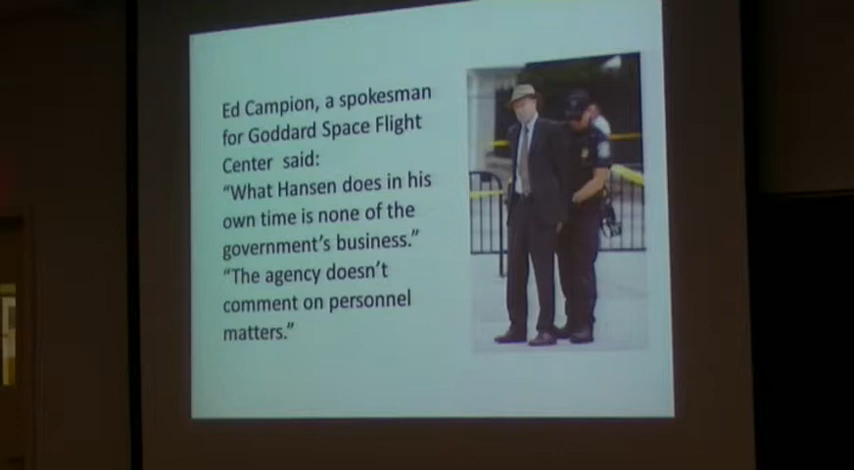 Ed Campion, a spokesman
for Goddard Space Flight
Center said:
“What Hansen does in his
own time is none of the
government’s business.”
“The agency doesn’t
comment on personnel
matters.”